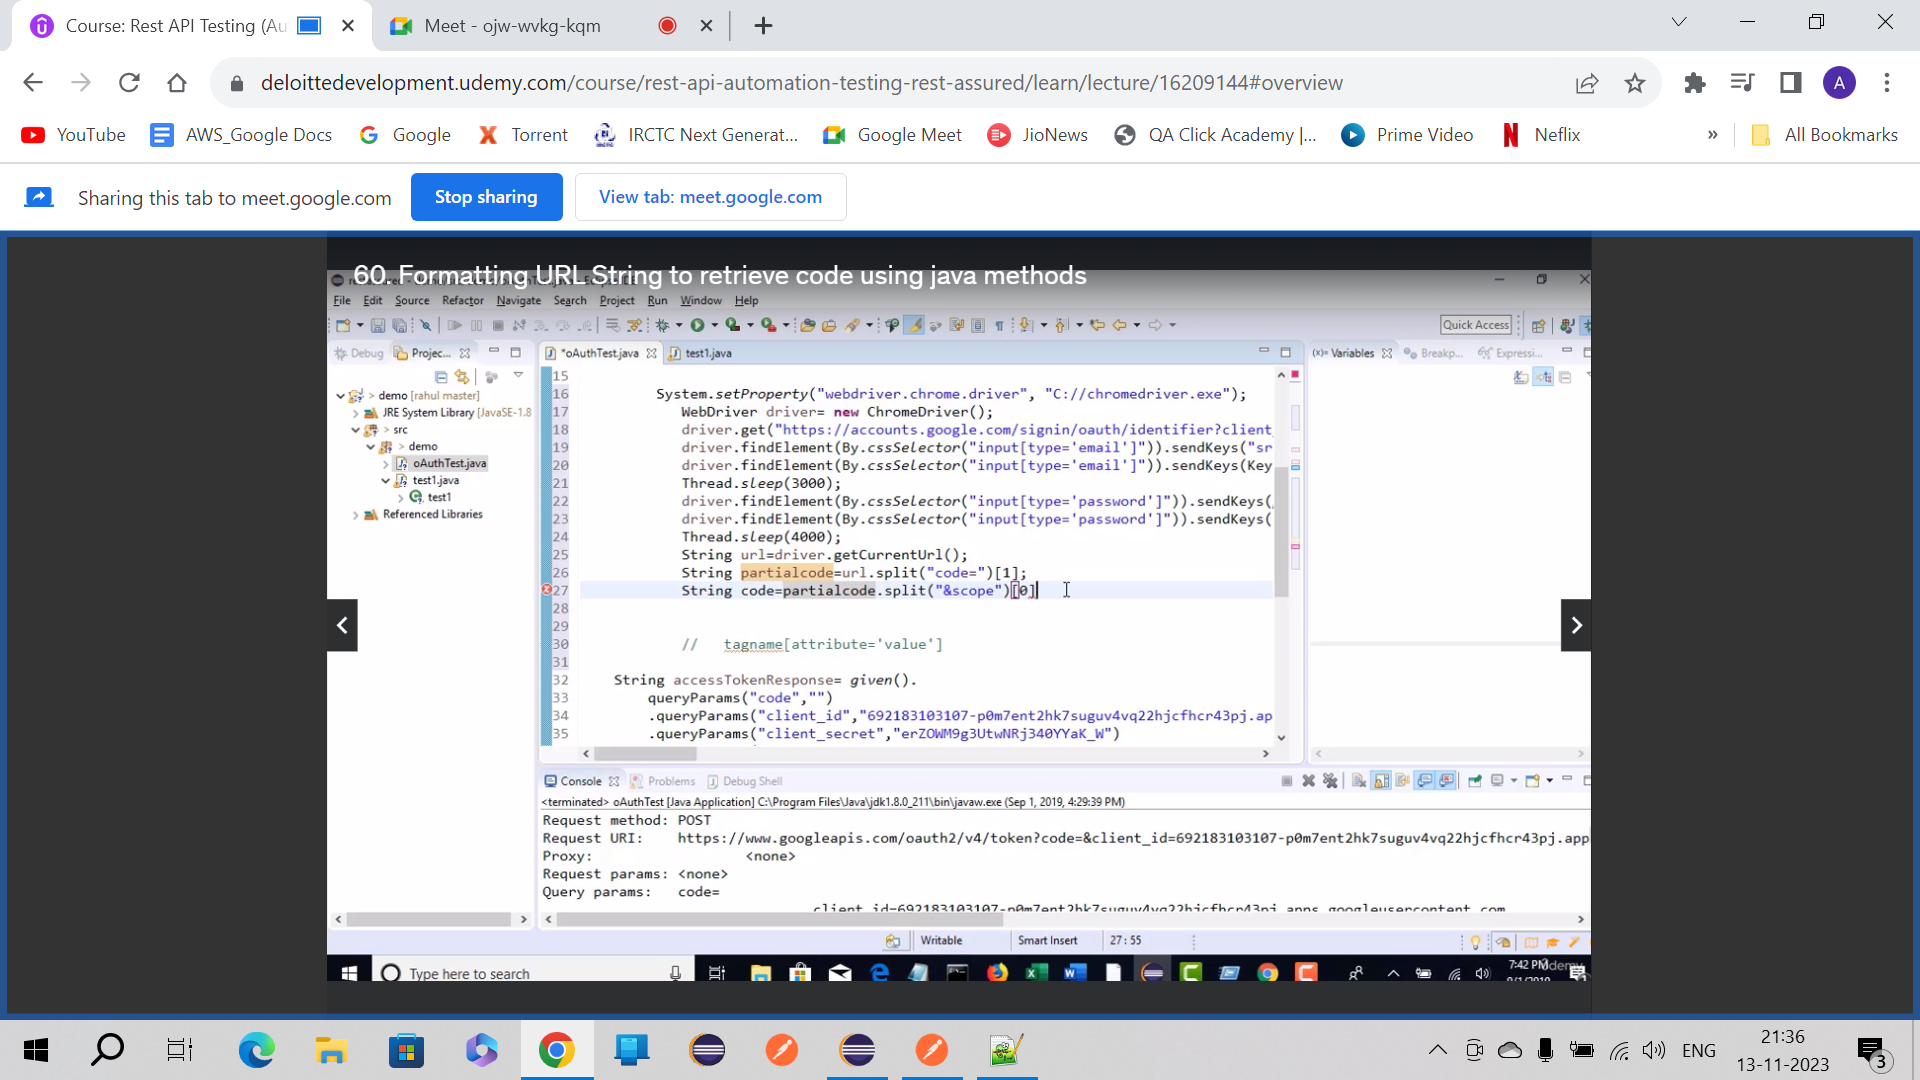 Course: Rest API Testing (Au
Meet - ojw-wvkg-kqm
deloittedevelopment.udemy.com/course/rest-api-automation-testing-rest-assured/learn/lecture/16209144#overview
A
YouTube AWS_Google Docs Google Torrent IRCTC Next Generat... Google Meet JioNews QA Click Academy |... Prime Video Neflix » All Bookmarks
Sharing this tab to meet.google.com Stop sharing View tab: meet.google.com
60. Formatting URL String to retrieve code using java methods
File Edit Source Refactor Navigate Search Project Run Window Help
Quick Access
Debug Projec... *oAuthTest.java test1.java (x)= Variables Breakp... Expressi...
demo [rahul master]
JRE System Library [JavaSE-1.8
src
demo
oAuthTest.java
test1.java
test1
Referenced Libraries
15
16 System.setProperty("webdriver.chrome.driver", "C://chromedriver.exe");
17 WebDriver driver= new ChromeDriver();
18 driver.get("https://accounts.google.com/signin/oauth/identifier?client_
19 driver.findElement(By.cssSelector("input[type='email']")).sendKeys("sr
20 driver.findElement(By.cssSelector("input[type='email']")).sendKeys(Key
21 Thread.sleep(3000);
22 driver.findElement(By.cssSelector("input[type='password']")).sendKeys(
23 driver.findElement(By.cssSelector("input[type='password']")).sendKeys(
24 Thread.sleep(4000);
25 String url=driver.getCurrentUrl();
26 String partialcode=url.split("code=")[1];
27 String code=partialcode.split("&scope")[0]
28
29
30 // tagname[attribute='value']
31
32 String accessTokenResponse= given().
33 queryParams("code","")
34 .queryParams("client_id","692183103107-p0m7ent2hk7suguv4vq22hjcfhcr43pj.ap
35 .queryParams("client_secret","erZOWM9g3UtwNRj340YYaK_W")
Console Problems Debug Shell
<terminated> oAuthTest [Java Application] C:\Program Files\Java\jdk1.8.0_211\bin\javaw.exe (Sep 1, 2019, 4:29:39 PM)
Request method: POST
Request URI: https://www.googleapis.com/oauth2/v4/token?code=&client_id=692183103107-p0m7ent2hk7suguv4vq22hjcfhcr43pj.app
Proxy: <none>
Request params: <none>
Query params: code=
client_id=692183103107-p0m7ent2hk7suguv4vq22hjcfhcr43pj.apps.googleusercontent.com
Writable Smart Insert 27 : 55
Type here to search
7:42 PM
udemy
21:36
ENG
13-11-2023
3